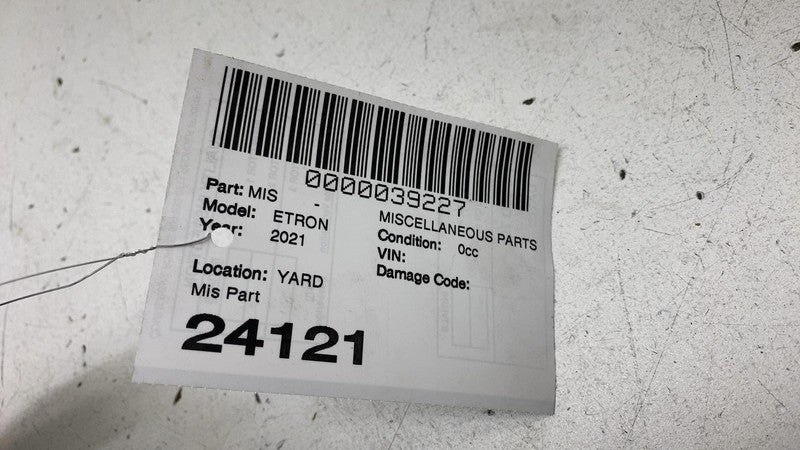 0000039227
Part: MIS - MISCELLANEOUS PARTS
Model: ETRON Condition: 0cc
Year: 2021 VIN:
Damage Code:
Location: YARD
Mis Part
24121